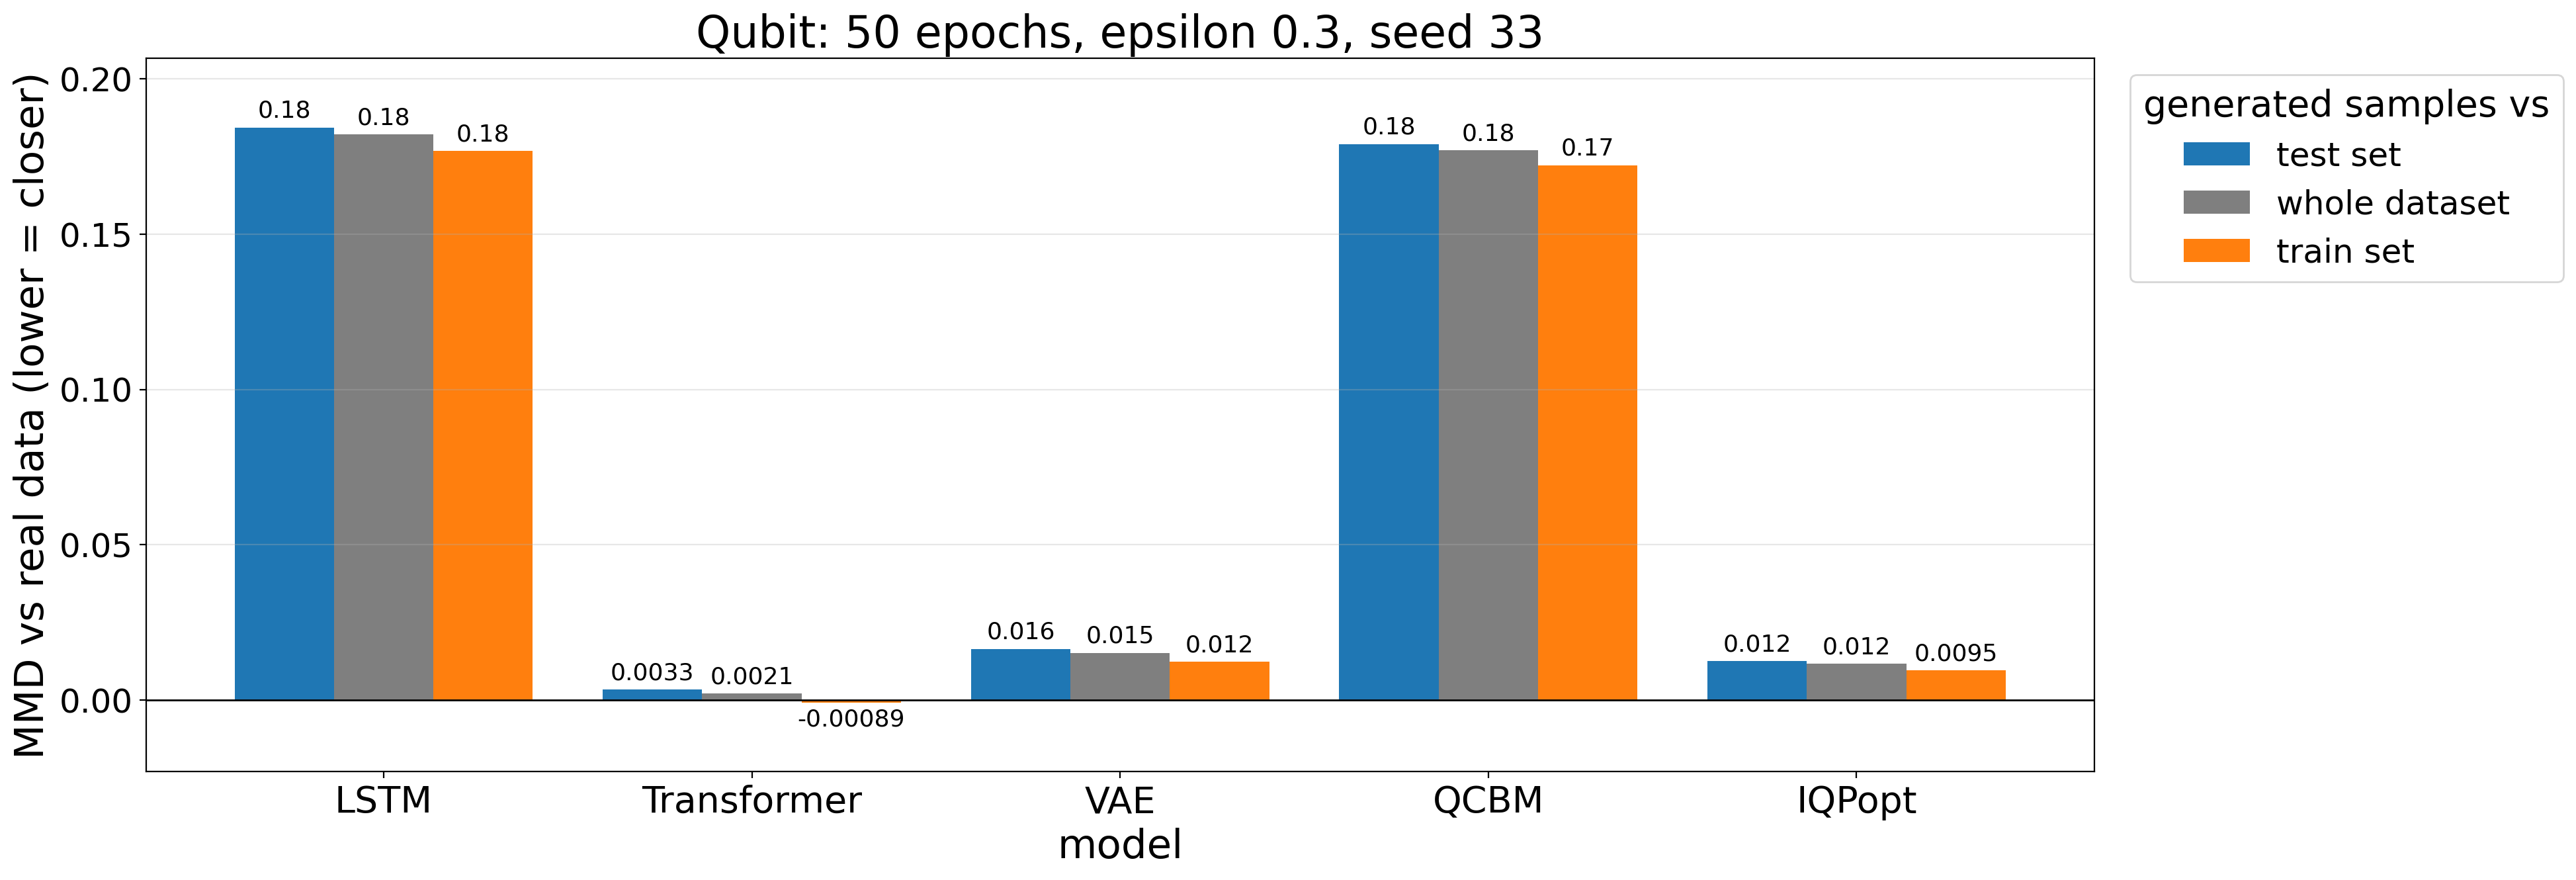 Qubit: 50 epochs, epsilon 0.3, seed 33
MMD vs real data (lower = closer)
0.20
0.15
0.10
0.05
0.00
0.18 0.18 0.18
0.0033 0.0021 -0.00089
0.016 0.015 0.012
0.18 0.18 0.17
0.012 0.012 0.0095
LSTM Transformer VAE QCBM IQPopt
model
generated samples vs
test set
whole dataset
train set